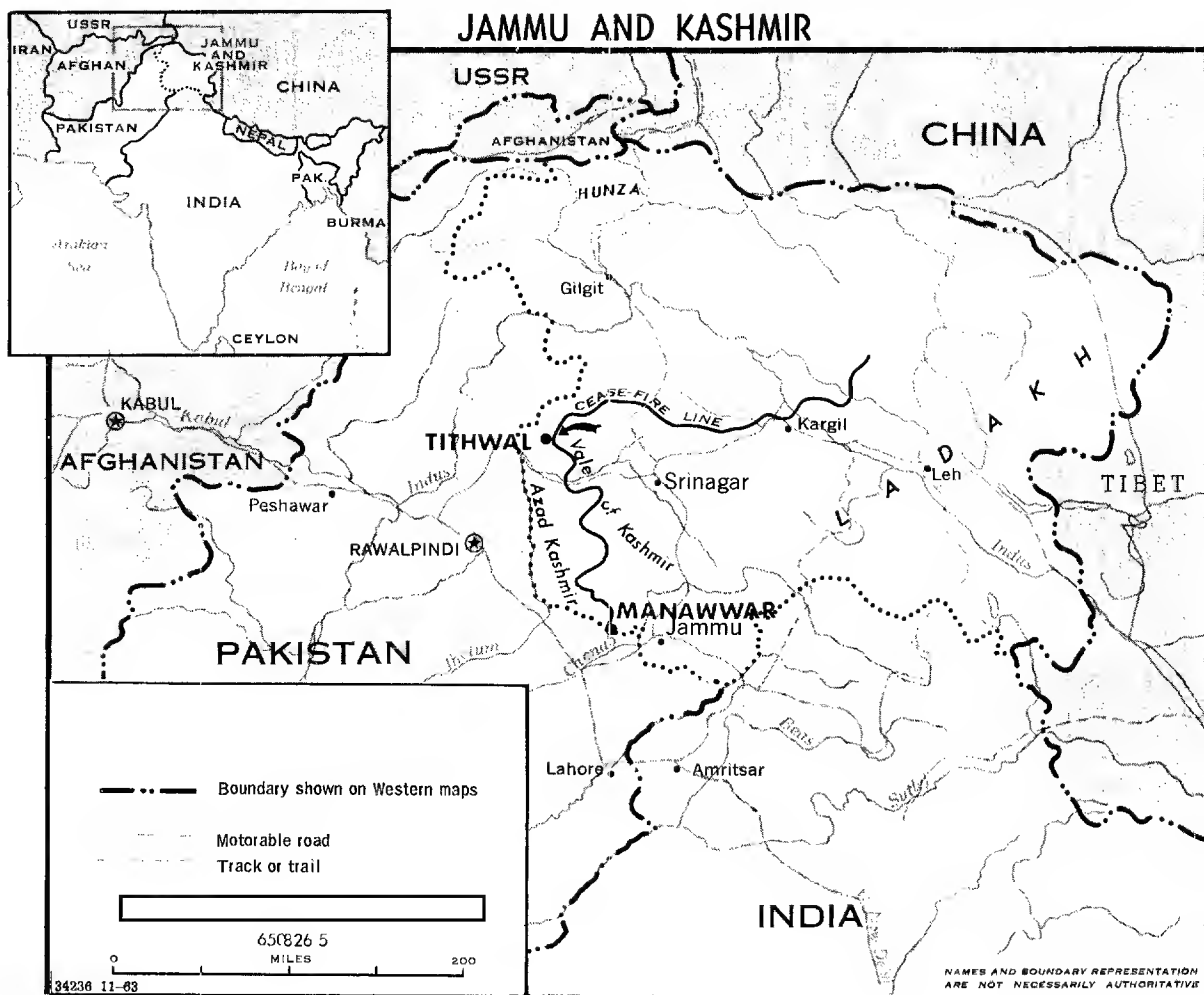 JAMMU AND KASHMIR
USSR
IRAN
AFGHAN
JAMMU
AND
KASHMIR
CHINA
PAKISTAN
NEPAL
PAK.
INDIA
BURMA
Arabian
Sea
Bay of
Bengal
CEYLON
USSR
CHINA
AFGHANISTAN
HUNZA
Gilgit
KABUL
Kabul
CEASE-FIRE LINE
Kargil
LADAKH
TITHWAL
AFGHANISTAN
Vale of Kashmir
Srinagar
Leh
TIBET
Peshawar
Indus
Azad Kashmir
RAWALPINDI
Indus
MANAWWAR
Jammu
PAKISTAN
Jhelum
Chenab
Beas
Lahore
Amritsar
Sutlej
INDIA
Boundary shown on Western maps
Motorable road
Track or trail
650826 5
MILES
0 200
34236 11-63
NAMES AND BOUNDARY REPRESENTATION
ARE NOT NECESSARILY AUTHORITATIVE